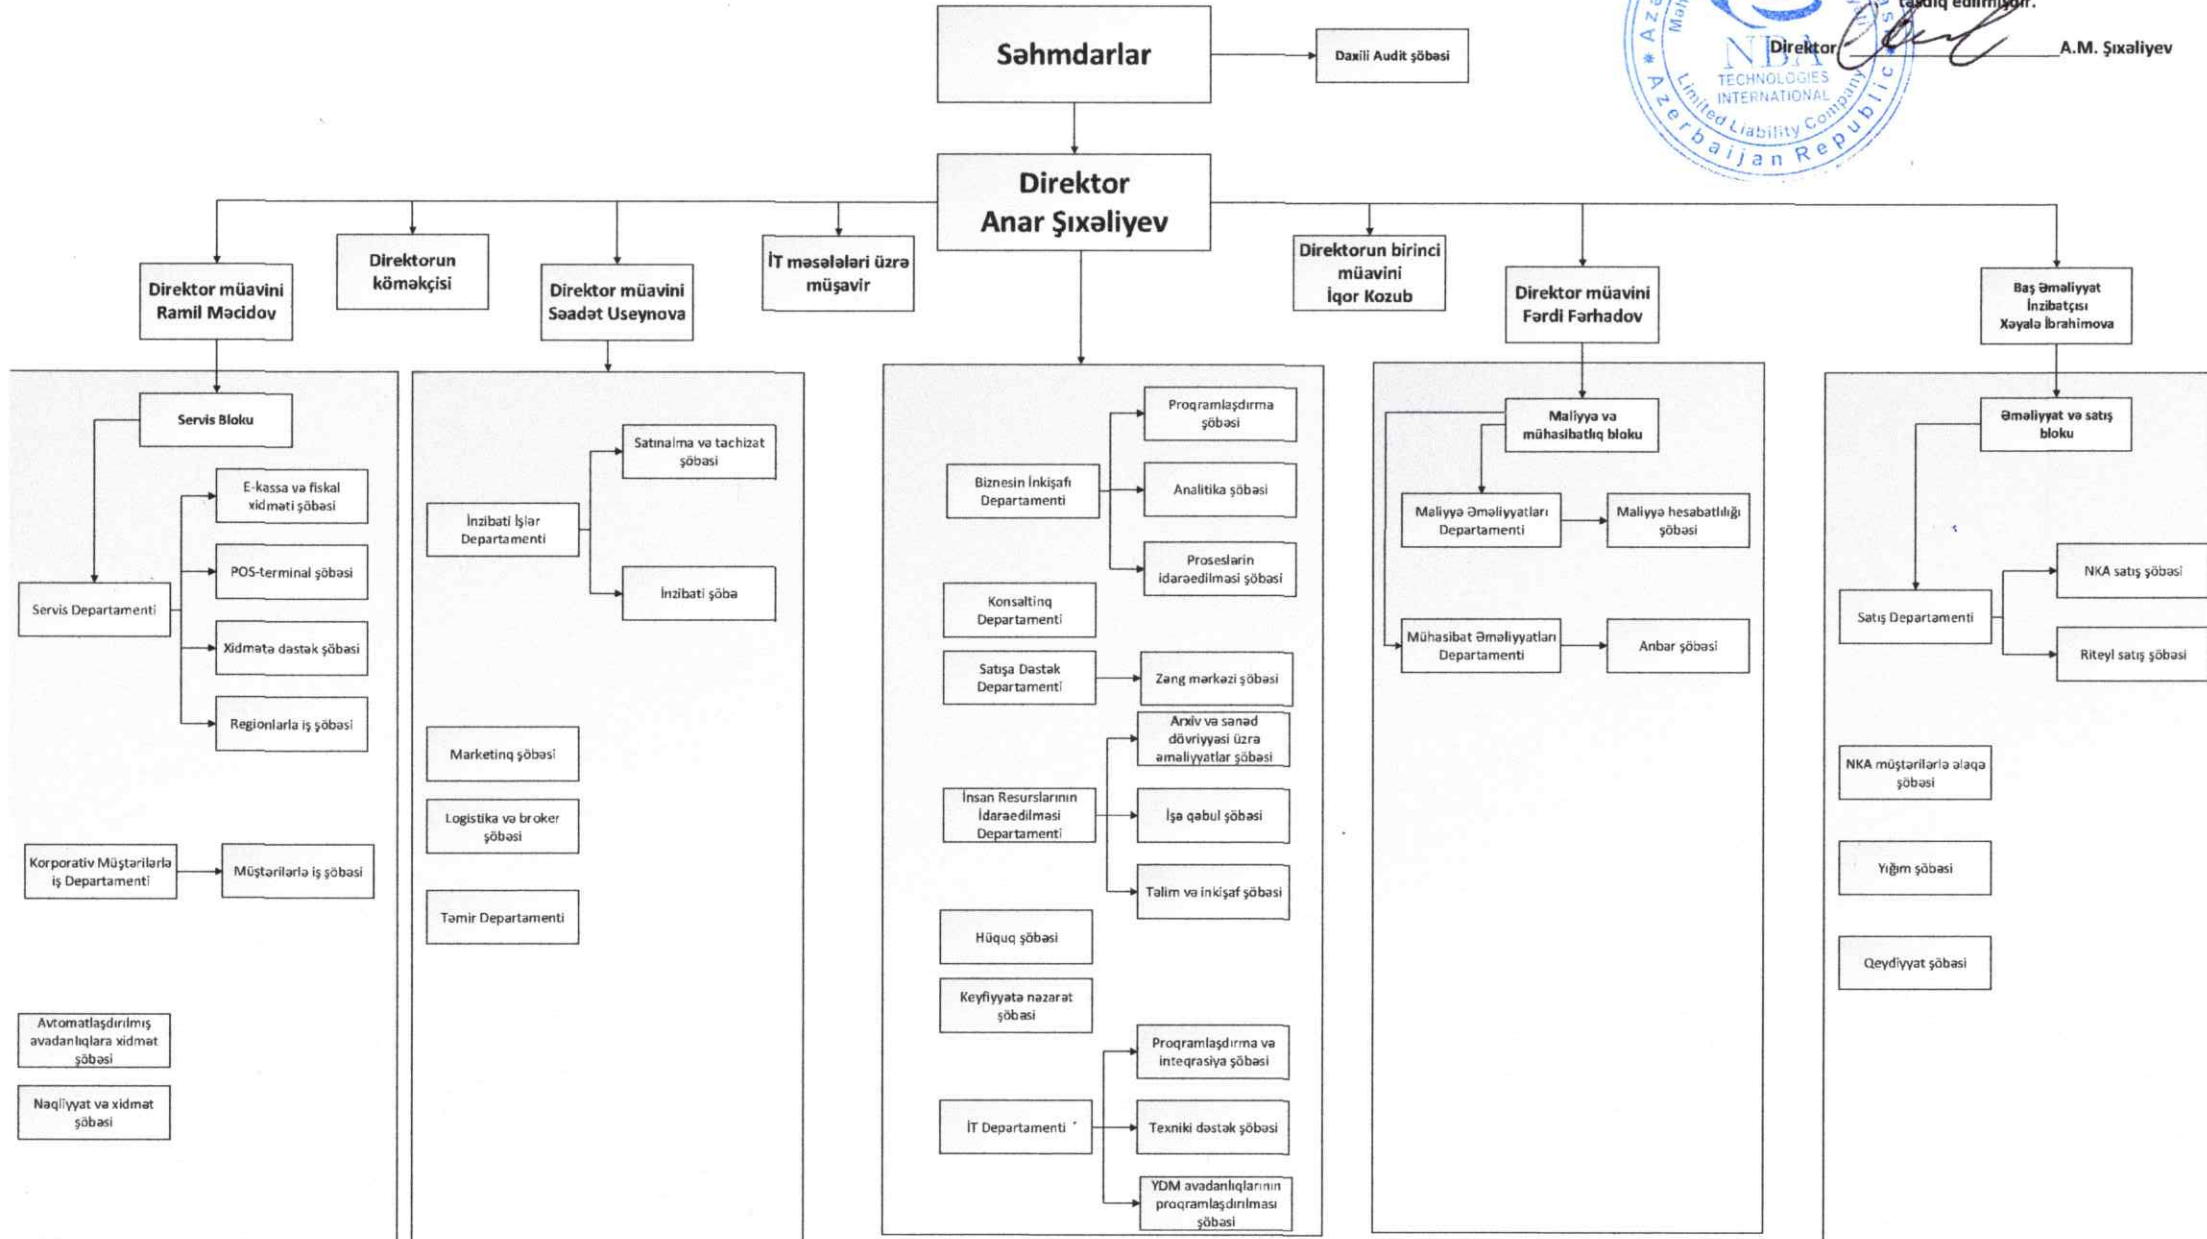 Səhmdarlar
Daxili Audit şöbəsi
təsdiq edilmişdir.
Direktor
A.M. Şıxəliyev
NBA
TECHNOLOGIES
INTERNATIONAL
Limited Liability Company
Azerbaijan Republic
Direktor
Anar Şıxəliyev
Direktor müavini
Ramil Məcidov
Direktorun
köməkçisi
Direktor müavini
Səadət Useynova
İT məsələləri üzrə
müşavir
Direktorun birinci
müavini
İqor Kozub
Direktor müavini
Fərdi Fərhadov
Baş Əməliyyat
İnzibatçısı
Xəyalə İbrahimova
Servis Bloku
E-kassa və fiskal
xidməti şöbəsi
POS-terminal şöbəsi
Servis Departamenti
Xidmətə dəstək şöbəsi
Regionlarla iş şöbəsi
Korporativ Müştərilərlə
iş Departamenti
Müştərilərlə iş şöbəsi
Avtomatlaşdırılmış
avadanlıqlara xidmət
şöbəsi
Nəqliyyat və xidmət
şöbəsi
Satınalma və təchizat
şöbəsi
İnzibati İşlər
Departamenti
İnzibati şöbə
Marketinq şöbəsi
Logistika və broker
şöbəsi
Təmir Departamenti
Proqramlaşdırma
şöbəsi
Biznesin İnkişafı
Departamenti
Analitika şöbəsi
Proseslərin
idarəedilməsi şöbəsi
Konsaltinq
Departamenti
Satışa Dəstək
Departamenti
Zəng mərkəzi şöbəsi
Arxiv və sənəd
dövriyyəsi üzrə
əməliyyatlar şöbəsi
İnsan Resurslarının
İdarəedilməsi
Departamenti
İşə qəbul şöbəsi
Təlim və inkişaf şöbəsi
Hüquq şöbəsi
Keyfiyyətə nəzarət
şöbəsi
Proqramlaşdırma və
inteqrasiya şöbəsi
İT Departamenti
Texniki dəstək şöbəsi
YDM avadanlıqlarının
proqramlaşdırılması
şöbəsi
Maliyyə və
mühasibatlıq bloku
Maliyyə Əməliyyatları
Departamenti
Maliyyə hesabatlılığı
şöbəsi
Mühasibat Əməliyyatları
Departamenti
Anbar şöbəsi
Əməliyyat və satış
bloku
NKA satış şöbəsi
Satış Departamenti
Riteyl satış şöbəsi
NKA müştərilərlə əlaqə
şöbəsi
Yığım şöbəsi
Qeydiyyat şöbəsi